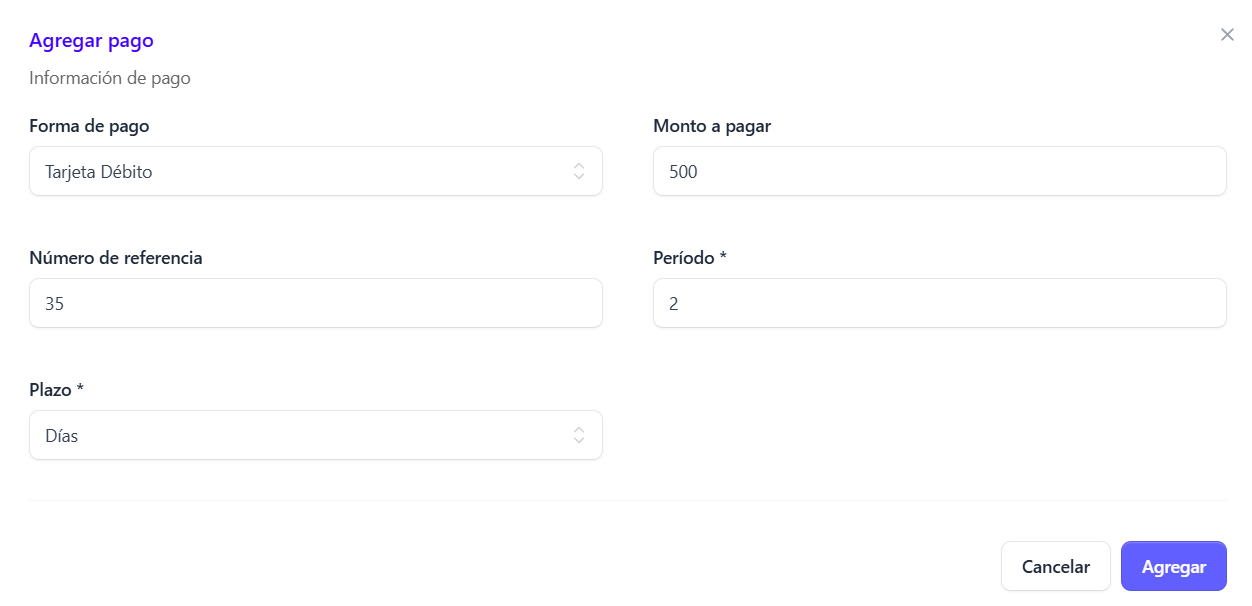 Agregar pago
Información de pago
Forma de pago
Tarjeta Débito
Monto a pagar
500
Número de referencia
35
Período *
2
Plazo *
Días
Cancelar
Agregar